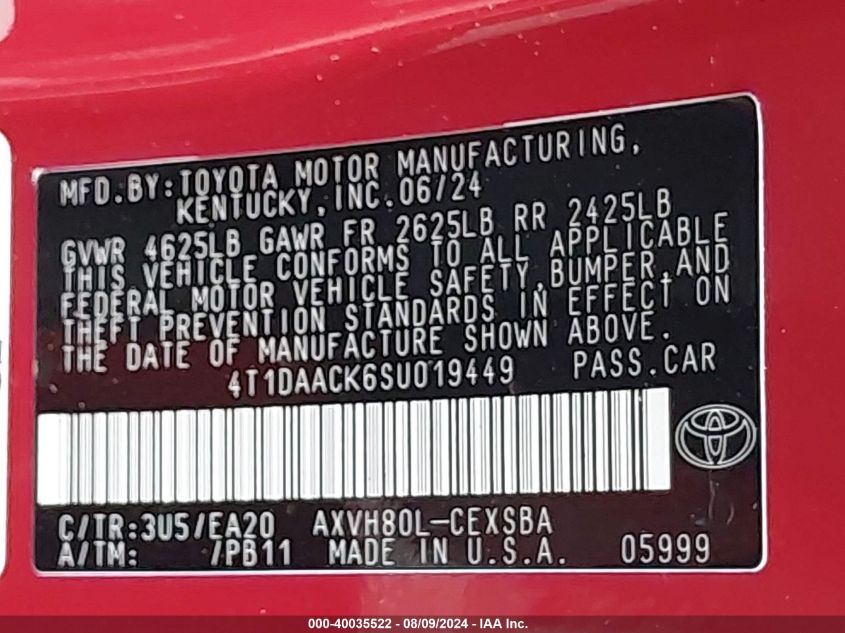 MFD.BY:TOYOTA MOTOR MANUFACTURING,
KENTUCKY, INC.06/24
GVWR 4625LB GAWR FR 2625LB RR 2425LB
THIS VEHICLE CONFORMS TO ALL APPLICABLE
FEDERAL MOTOR VEHICLE SAFETY,BUMPER,AND
THEFT PREVENTION STANDARDS IN EFFECT ON
THE DATE OF MANUFACTURE SHOWN ABOVE.
4T1DAACK6SU019449 PASS.CAR
C/TR:3U5/EA20 AXVH80L-CEXSBA
A/TM: /PB11 MADE IN U.S.A. 05999
000-40035522 - 08/09/2024 - IAA Inc.